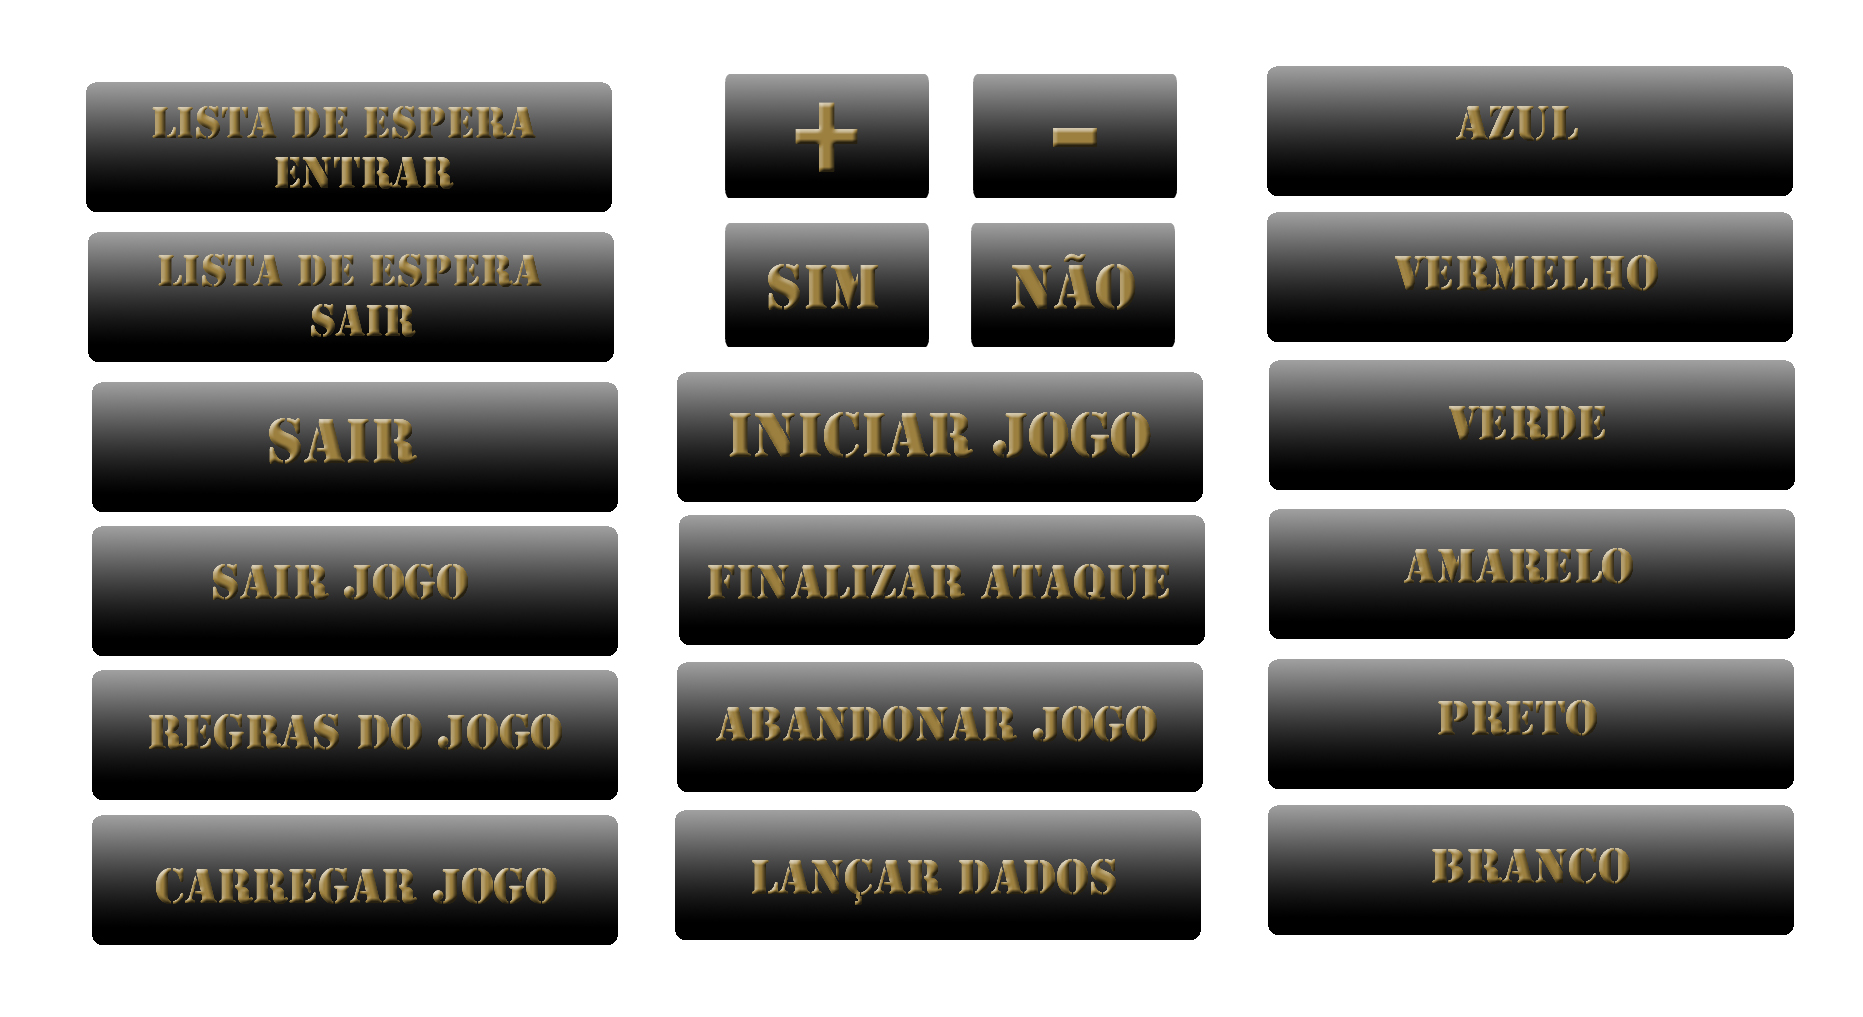 LISTA DE ESPERA
ENTRAR
LISTA DE ESPERA
SAIR
SAIR
SAIR JOGO
REGRAS DO JOGO
CARREGAR JOGO
+ -
SIM NÃO
INICIAR JOGO
FINALIZAR ATAQUE
ABANDONAR JOGO
LANÇAR DADOS
AZUL
VERMELHO
VERDE
AMARELO
PRETO
BRANCO